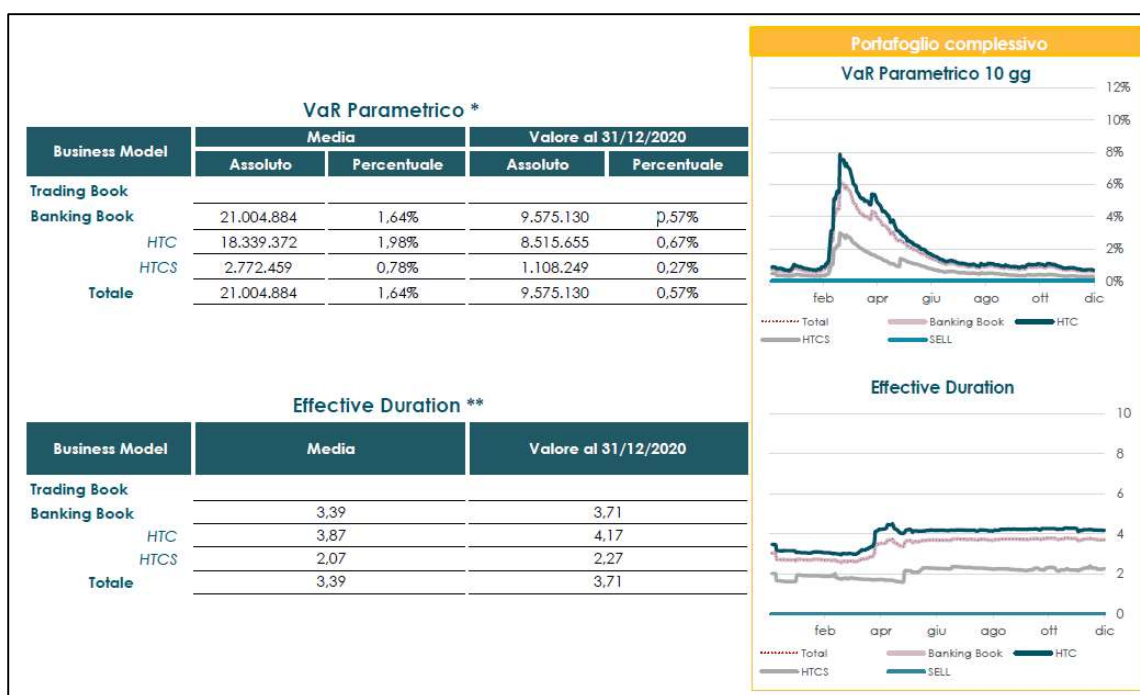 Portafoglio complessivo
VaR Parametrico *
Business Model Media Valore al 31/12/2020
Assoluto Percentuale Assoluto Percentuale
Trading Book
Banking Book 21.004.884 1,64% 9.575.130 0,57%
HTC 18.339.372 1,98% 8.515.655 0,67%
HTCS 2.772.459 0,78% 1.108.249 0,27%
Totale 21.004.884 1,64% 9.575.130 0,57%
VaR Parametrico 10 gg
12%
10%
8%
6%
4%
2%
0%
feb apr giu ago ott dic
Total Banking Book HTC
HTCS SELL
Effective Duration **
Business Model Media Valore al 31/12/2020
Trading Book
Banking Book 3,39 3,71
HTC 3,87 4,17
HTCS 2,07 2,27
Totale 3,39 3,71
Effective Duration
10
8
6
4
2
0
feb apr giu ago ott dic
Total Banking Book HTC
HTCS SELL